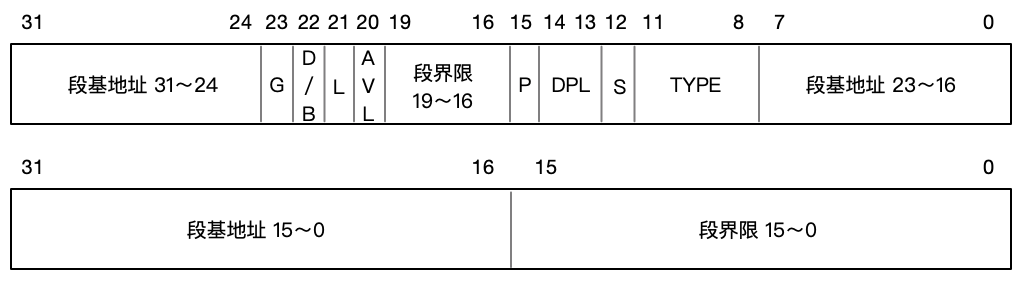 31 24 23 22 21 20 19 16 15 14 13 12 11 8 7 0
段基地址 31～24 G D/B L AVL 段界限 19～16 P DPL S TYPE 段基地址 23～16
31 16 15 0
段基地址 15～0 段界限 15～0